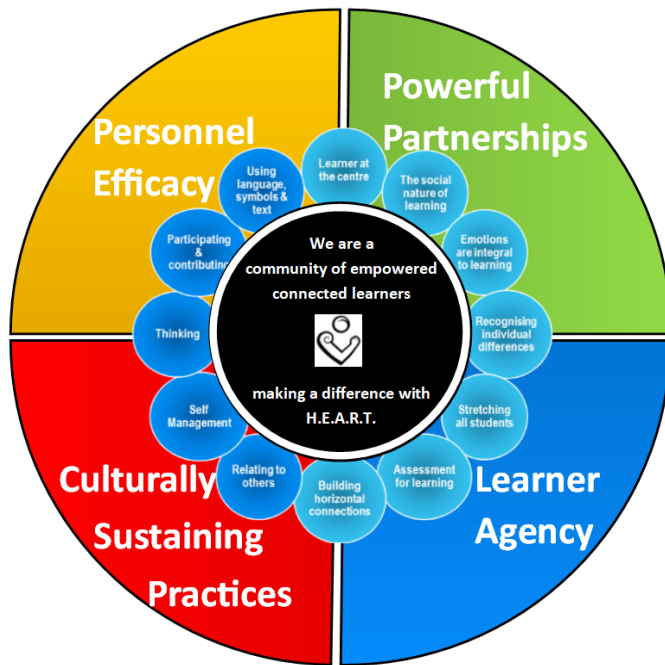 Personnel
Efficacy
Powerful
Partnerships
Learner at
the centre
The social
nature of
learning
Emotions
are integral
to learning
Recognising
individual
differences
Stretching
all students
Assessment
for learning
Building
horizontal
connections
Relating to
others
Self
Management
Thinking
Participating
&
contributing
Using
language,
symbols &
text
We are a
community of empowered
connected learners
making a difference with
H.E.A.R.T.
Culturally
Sustaining
Practices
Learner
Agency